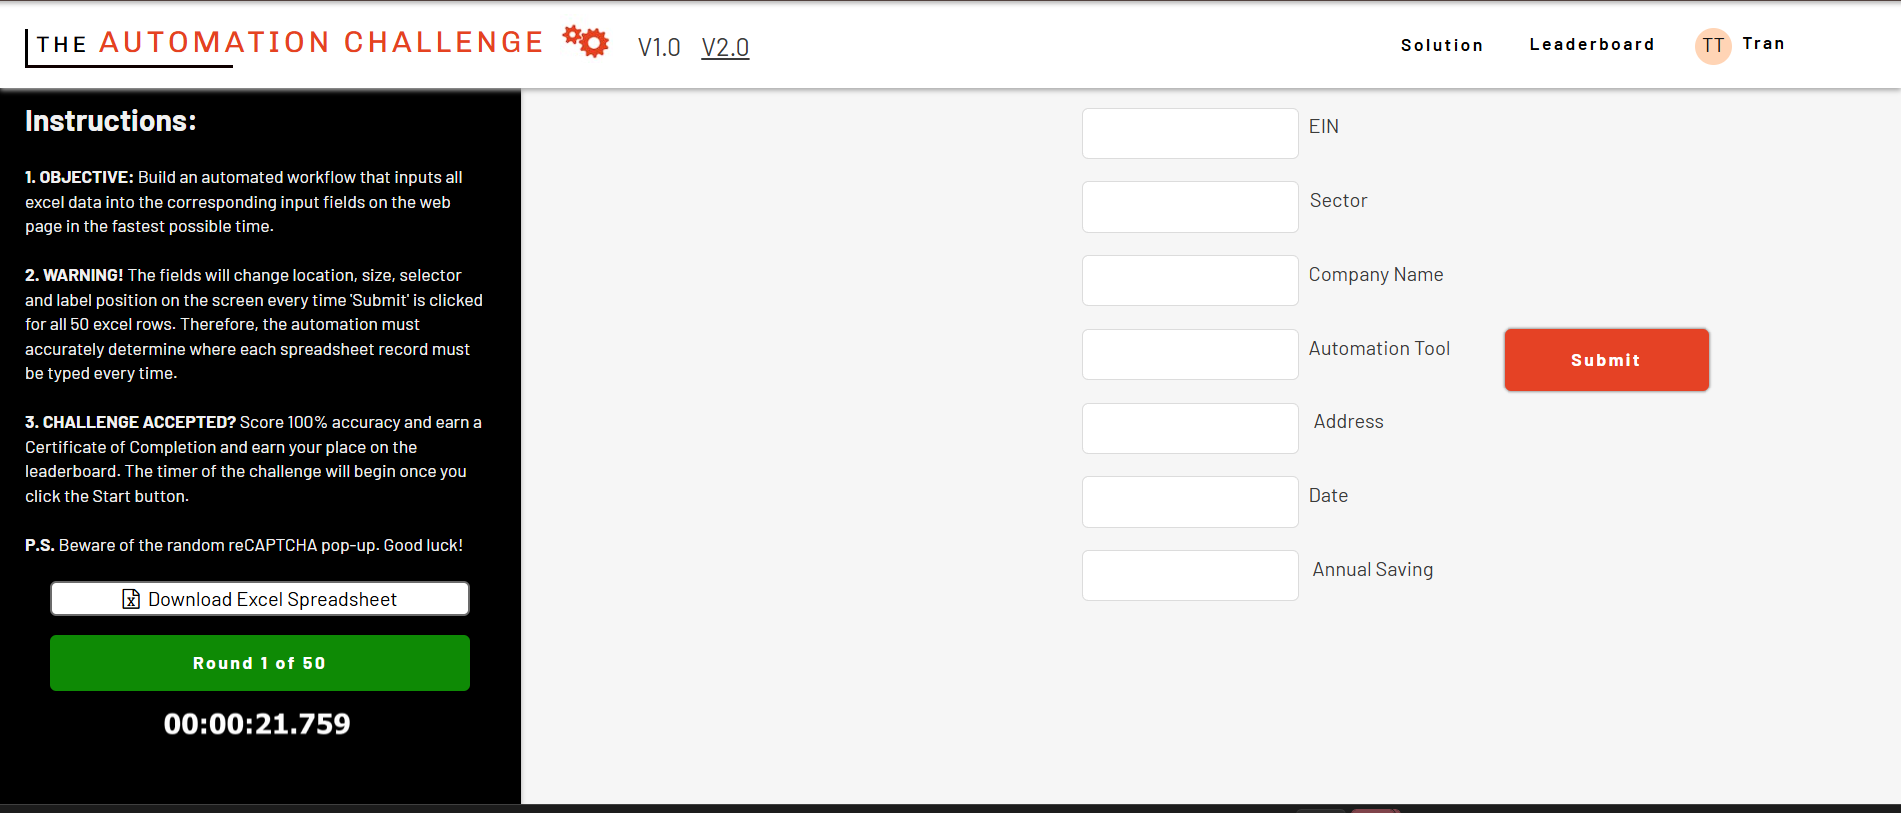 THE AUTOMATION CHALLENGE V1.0 V2.0 Solution Leaderboard TT Tran
Instructions:
1. OBJECTIVE: Build an automated workflow that inputs all
excel data into the corresponding input fields on the web
page in the fastest possible time.
2. WARNING! The fields will change location, size, selector
and label position on the screen every time 'Submit' is clicked
for all 50 excel rows. Therefore, the automation must
accurately determine where each spreadsheet record must
be typed every time.
3. CHALLENGE ACCEPTED? Score 100% accuracy and earn a
Certificate of Completion and earn your place on the
leaderboard. The timer of the challenge will begin once you
click the Start button.
P.S. Beware of the random reCAPTCHA pop-up. Good luck!
Download Excel Spreadsheet
Round 1 of 50
00:00:21.759
EIN
Sector
Company Name
Automation Tool
Submit
Address
Date
Annual Saving